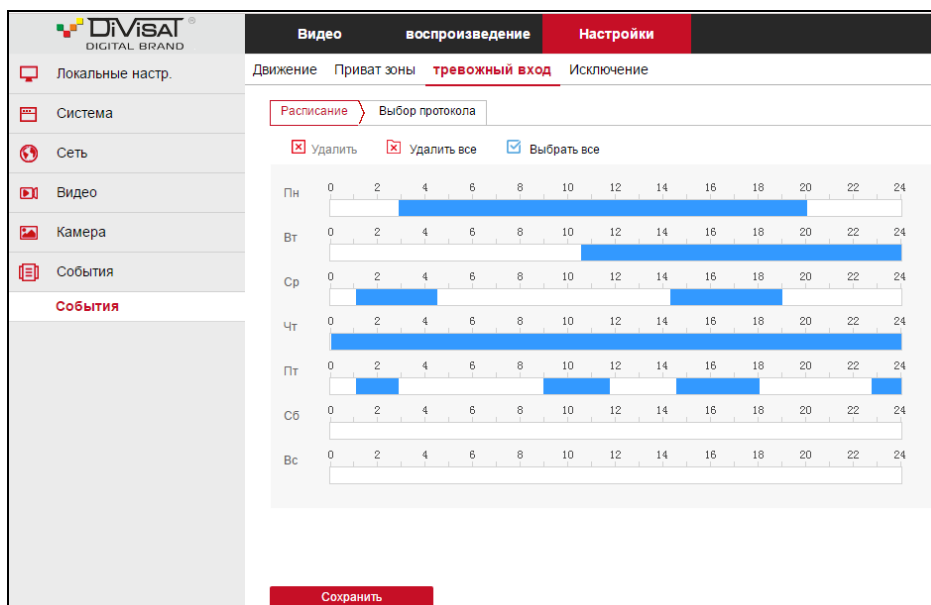 DiViSAT ®
DIGITAL BRAND
Видео воспроизведение Настройки
Локальные настр.
Система
Сеть
Видео
Камера
События
События
Движение Приват зоны тревожный вход Исключение
Расписание Выбор протокола
Удалить Удалить все Выбрать все
Пн 0 2 4 6 8 10 12 14 16 18 20 22 24
Вт 0 2 4 6 8 10 12 14 16 18 20 22 24
Ср 0 2 4 6 8 10 12 14 16 18 20 22 24
Чт 0 2 4 6 8 10 12 14 16 18 20 22 24
Пт 0 2 4 6 8 10 12 14 16 18 20 22 24
Сб 0 2 4 6 8 10 12 14 16 18 20 22 24
Вс 0 2 4 6 8 10 12 14 16 18 20 22 24
Сохранить